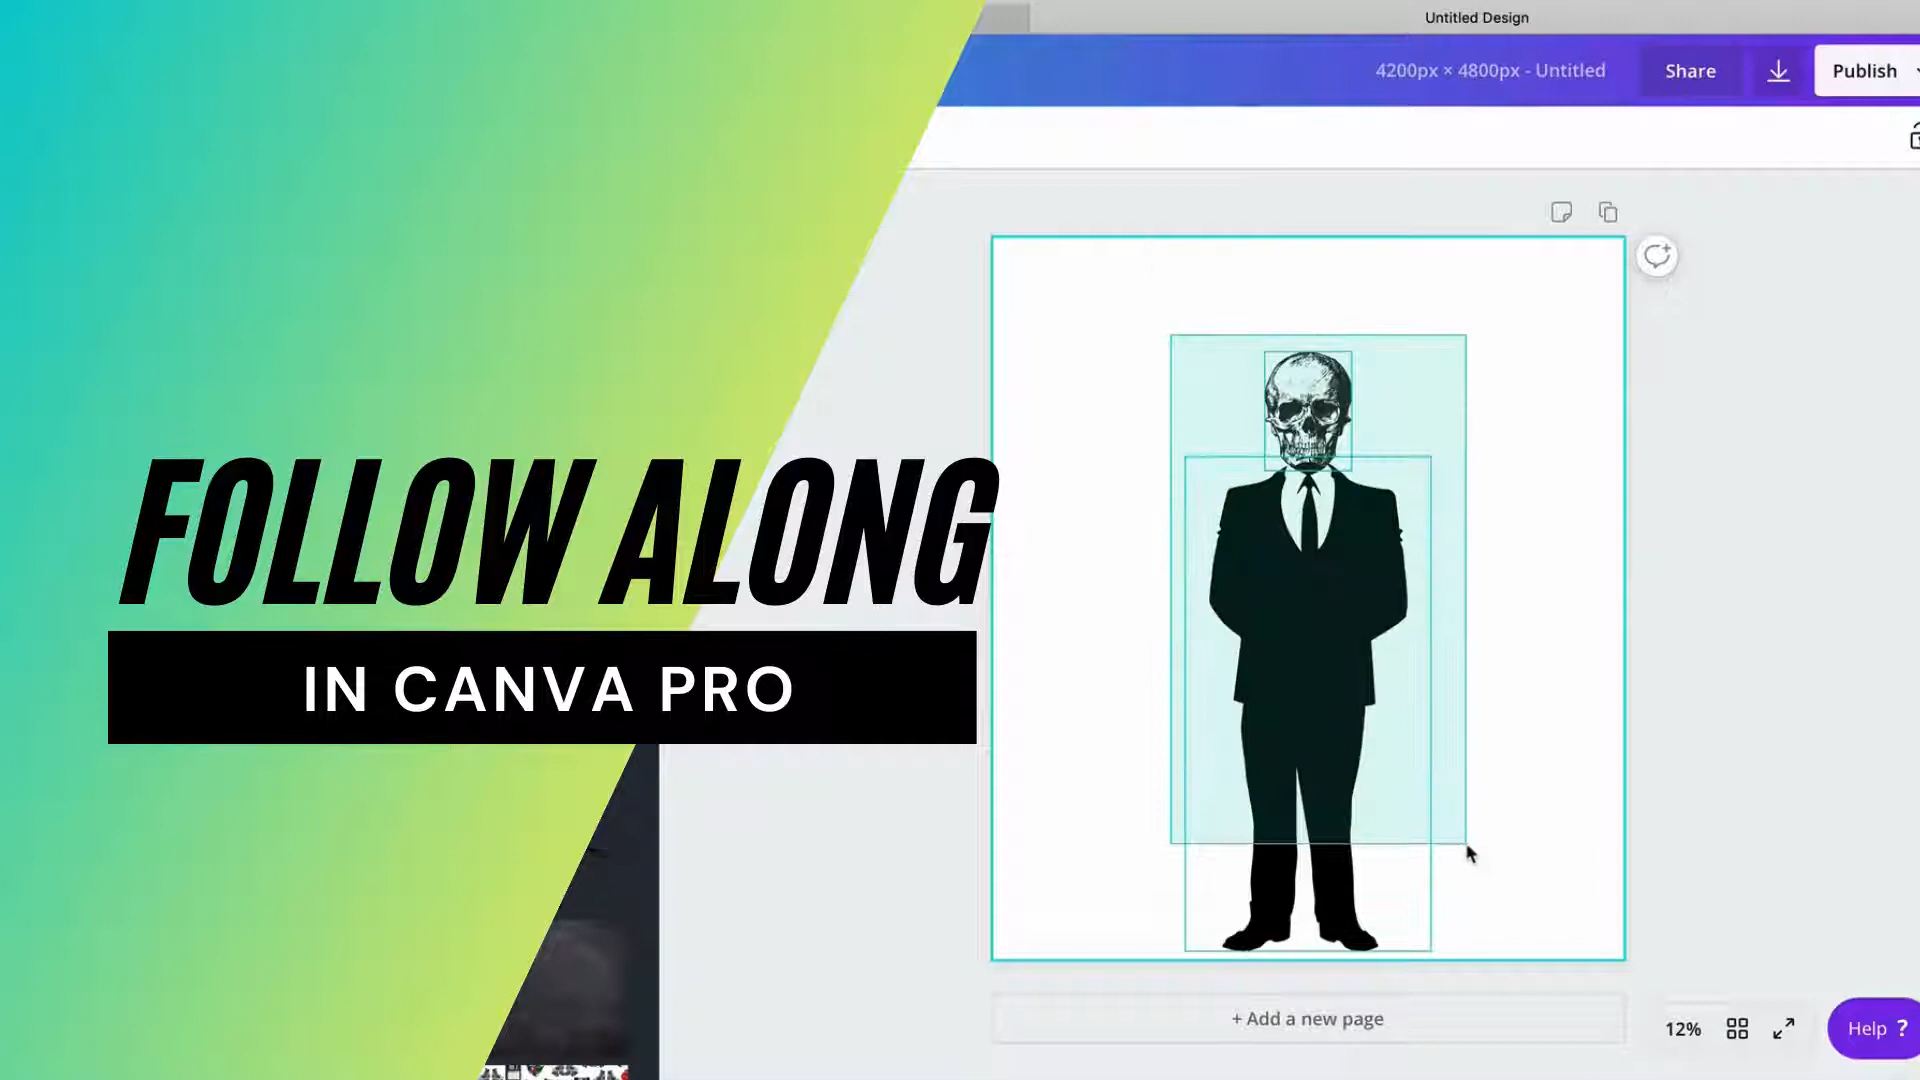 Untitled Design
4200px × 4800px - Untitled
Share
Publish
FOLLOW ALONG
IN CANVA PRO
+ Add a new page
12%
Help ?